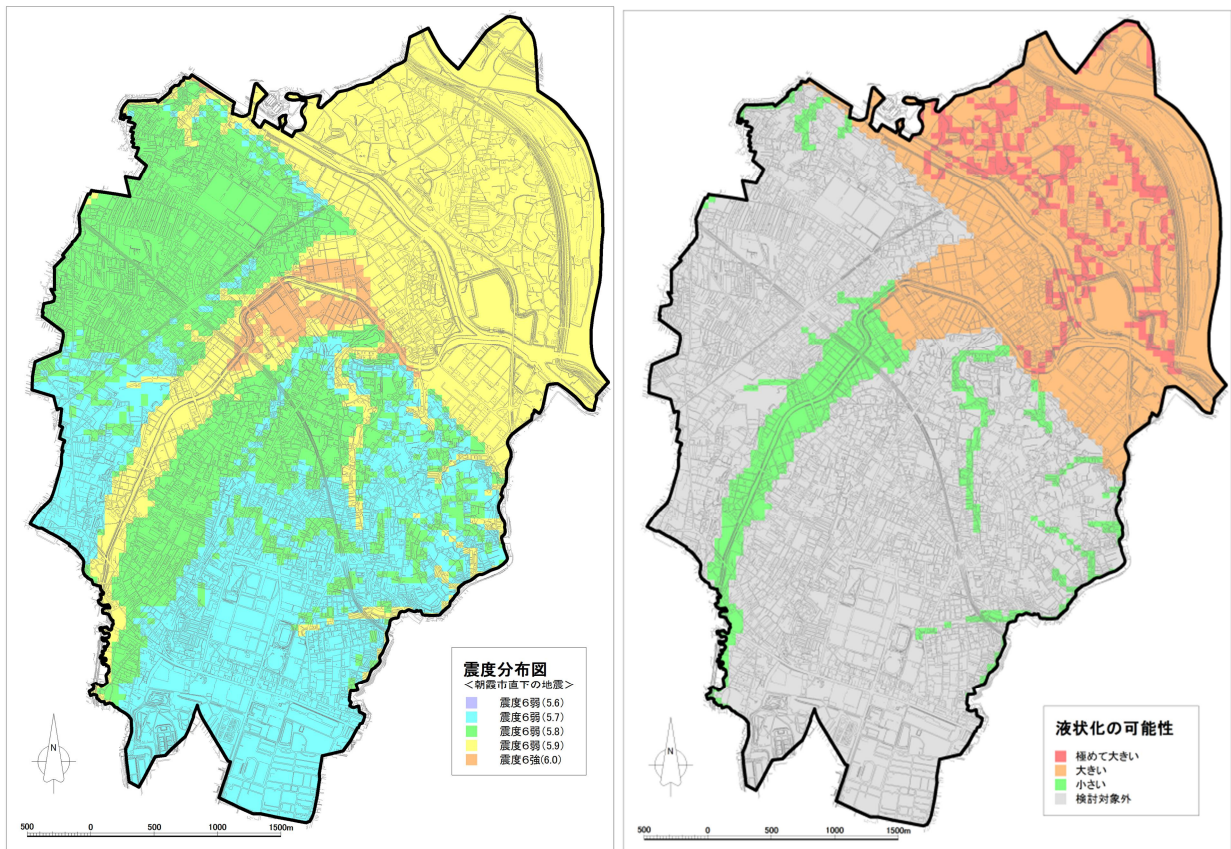 震度分布図
<朝霞市直下の地震>
震度6弱(5.6)
震度6弱(5.7)
震度6弱(5.8)
震度6弱(5.9)
震度6強(6.0)
N
500 0 500 1000 1500m
液状化の可能性
極めて大きい
大きい
小さい
検討対象外
N
500 0 500 1000 1500m